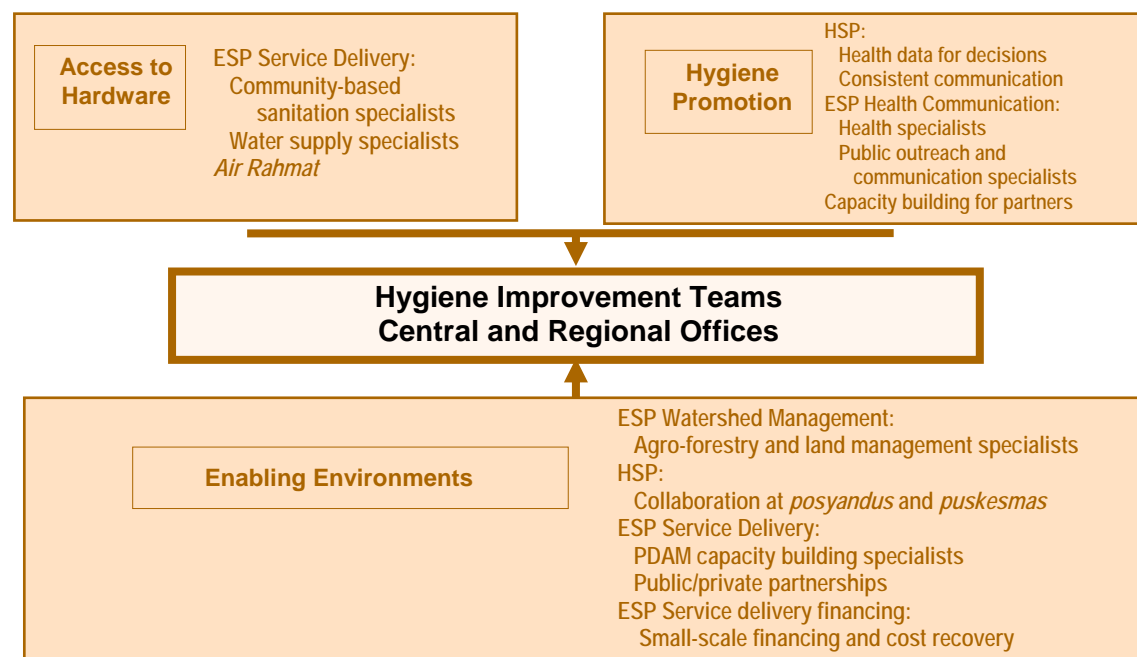 Access to
Hardware
ESP Service Delivery:
Community-based
sanitation specialists
Water supply specialists
Air Rahmat
Hygiene
Promotion
HSP:
Health data for decisions
Consistent communication
ESP Health Communication:
Health specialists
Public outreach and
communication specialists
Capacity building for partners
Hygiene Improvement Teams
Central and Regional Offices
Enabling Environments
ESP Watershed Management:
Agro-forestry and land management specialists
HSP:
Collaboration at posyandus and puskesmas
ESP Service Delivery:
PDAM capacity building specialists
Public/private partnerships
ESP Service delivery financing:
Small-scale financing and cost recovery